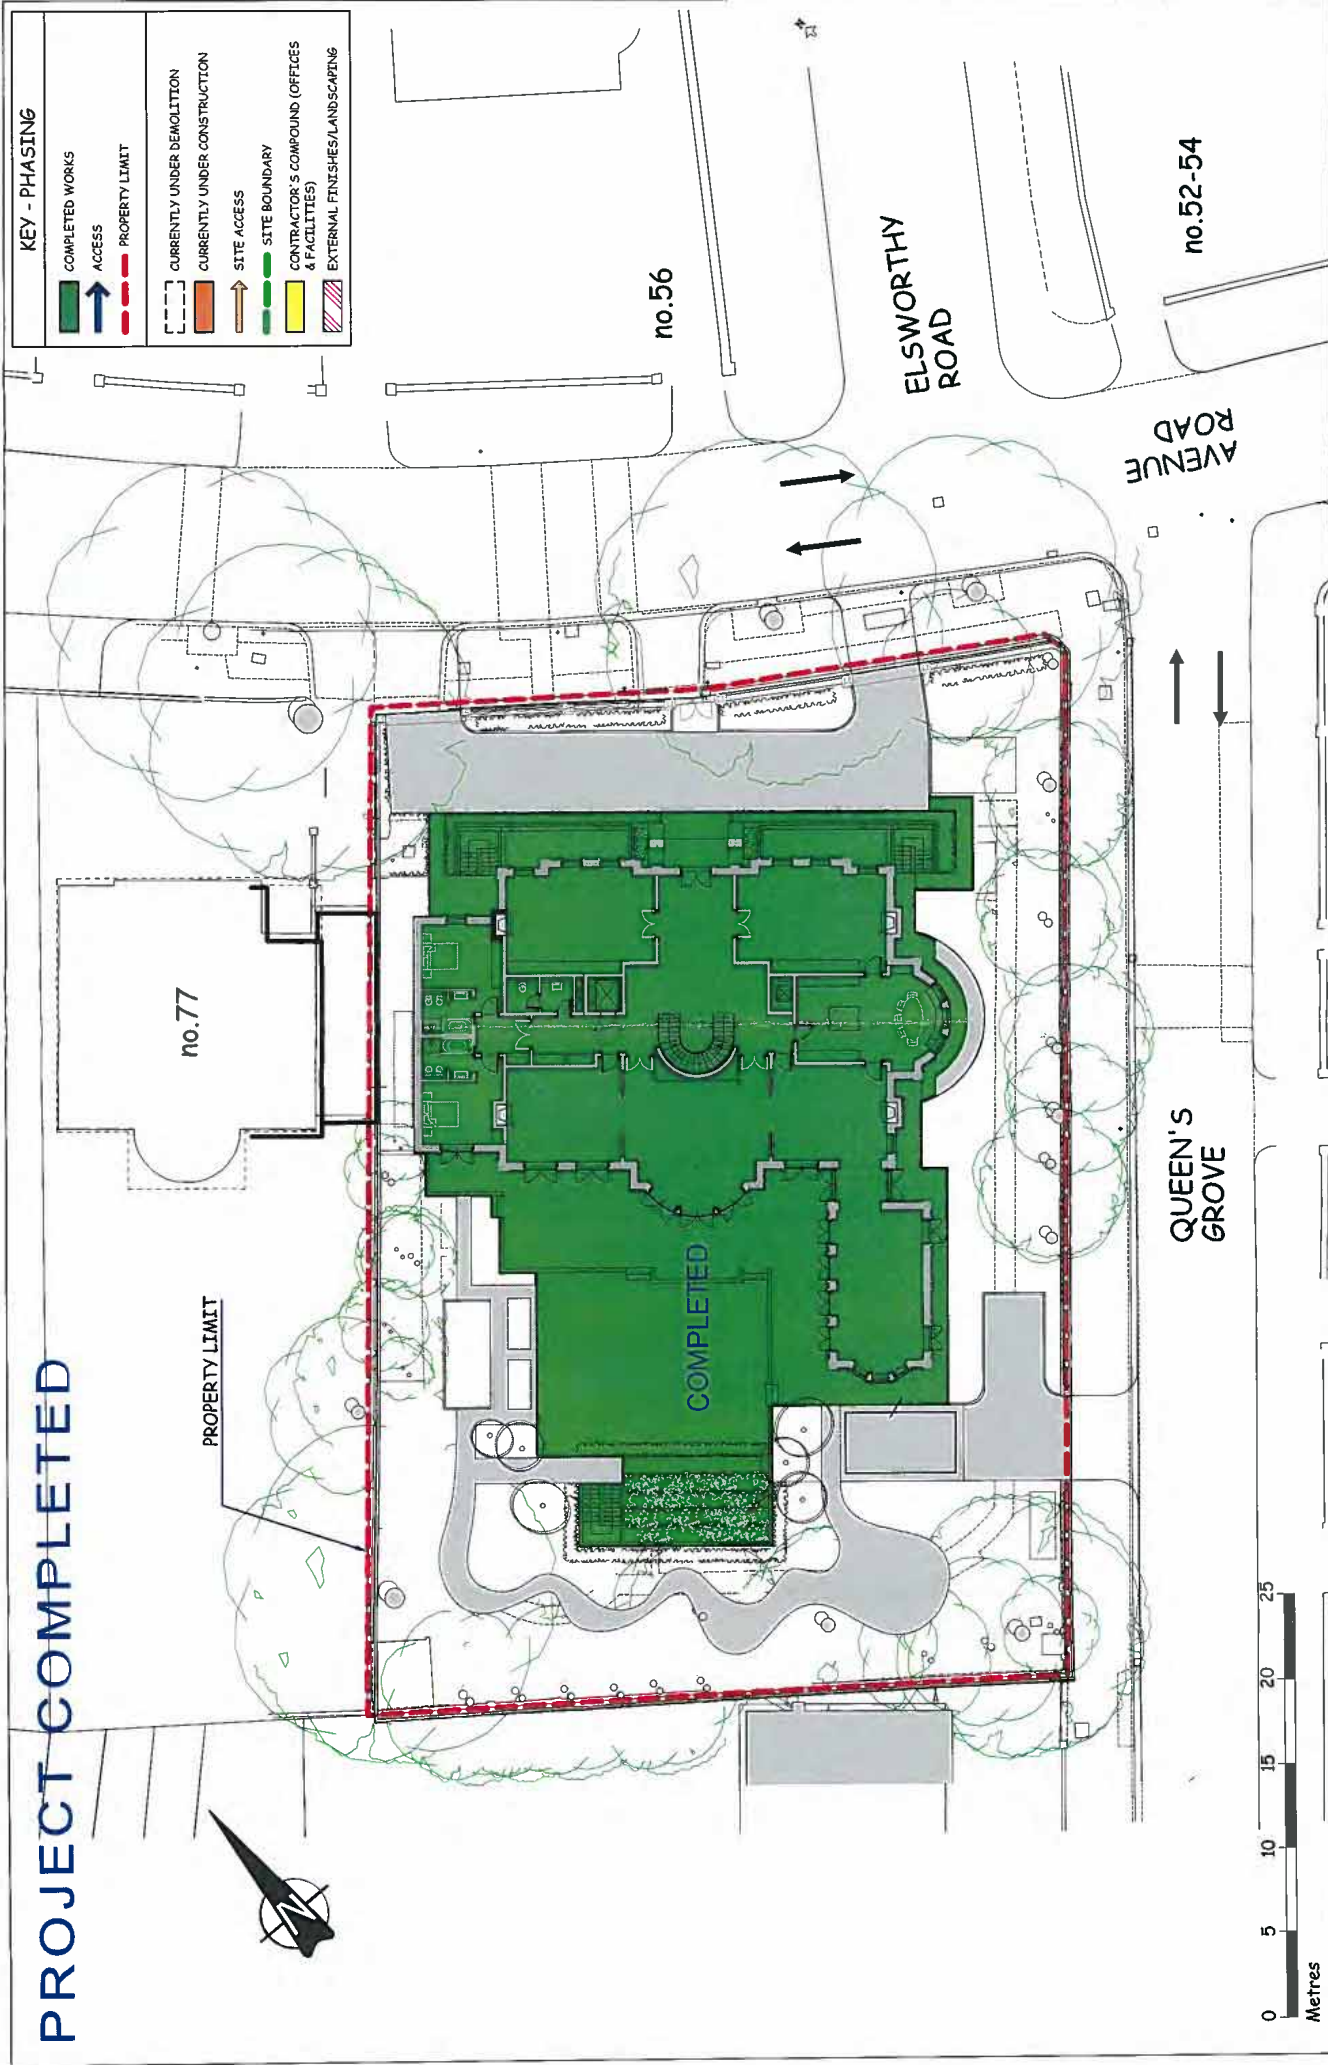 PROJECT COMPLETED
KEY - PHASING
COMPLETED WORKS
ACCESS
PROPERTY LIMIT
CURRENTLY UNDER DEMOLITION
CURRENTLY UNDER CONSTRUCTION
SITE ACCESS
SITE BOUNDARY
CONTRACTOR'S COMPOUND (OFFICES
& FACILITIES)
EXTERNAL FINISHES/LANDSCAPING
PROPERTY LIMIT
no.77
no.56
ELSWORTHY
ROAD
no.52-54
AVENUE
ROAD
COMPLETED
QUEEN'S
GROVE
N
0 5 10 15 20 25
Metres